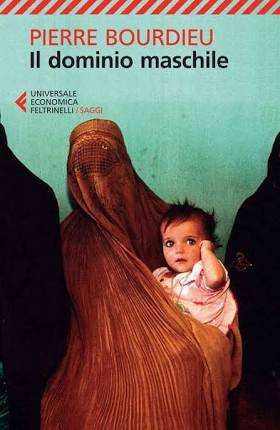 PIERRE BOURDIEU
Il dominio maschile
UNIVERSALE
ECONOMICA
FELTRINELLI/SAGGI